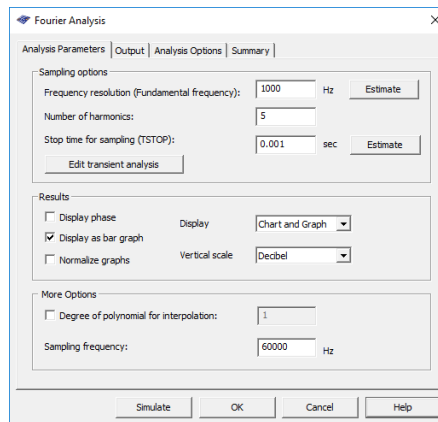 Fourier Analysis
Analysis Parameters Output Analysis Options Summary
Sampling options
Frequency resolution (Fundamental frequency): 1000 Hz Estimate
Number of harmonics: 5
Stop time for sampling (TSTOP): 0.001 sec Estimate
Edit transient analysis
Results
Display phase
Display Chart and Graph
Display as bar graph
Vertical scale Decibel
Normalize graphs
More Options
Degree of polynomial for interpolation: 1
Sampling frequency: 60000 Hz
Simulate OK Cancel Help